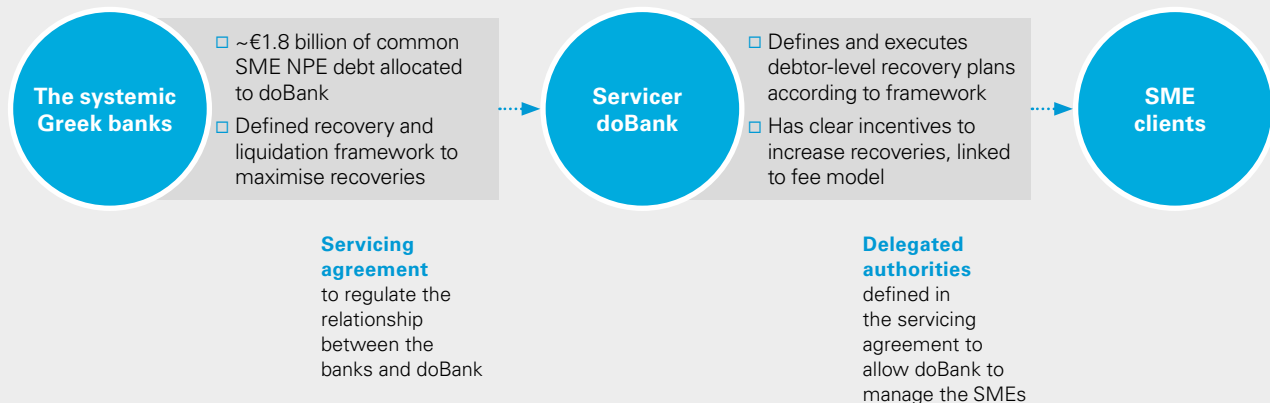 The systemic
Greek banks
□ ~€1.8 billion of common
SME NPE debt allocated
to doBank
□ Defined recovery and
liquidation framework to
maximise recoveries
Servicer
doBank
□ Defines and executes
debtor-level recovery plans
according to framework
□ Has clear incentives to
increase recoveries, linked
to fee model
SME
clients
Servicing
agreement
to regulate the
relationship
between the
banks and doBank
Delegated
authorities
defined in
the servicing
agreement to
allow doBank to
manage the SMEs